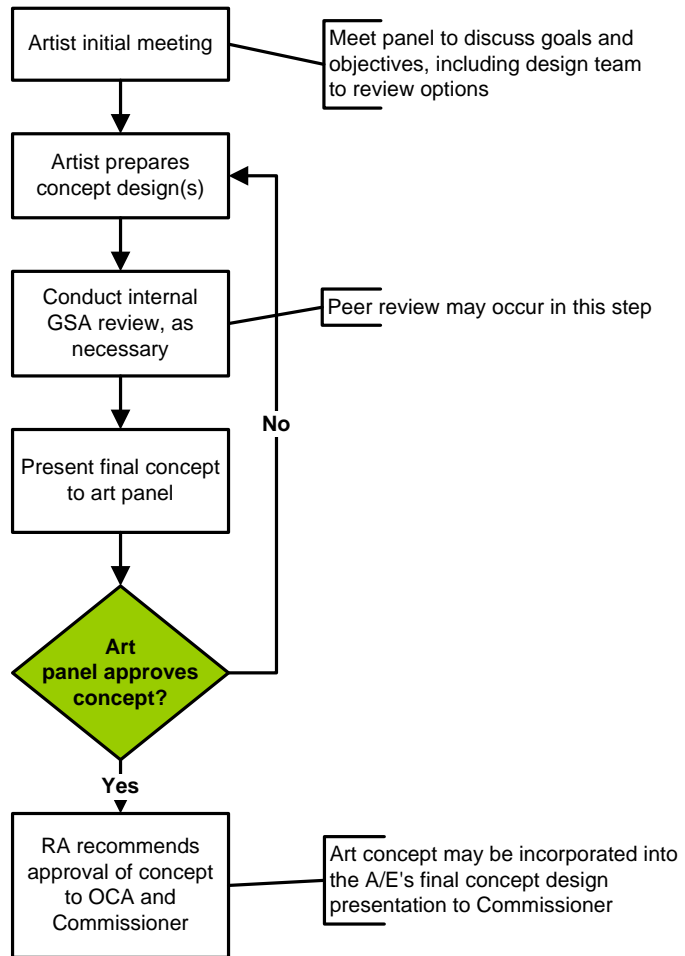 Artist initial meeting
Meet panel to discuss goals and
objectives, including design team
to review options
Artist prepares
concept design(s)
Conduct internal
GSA review, as
necessary
Peer review may occur in this step
No
Present final concept
to art panel
Art
panel approves
concept?
Yes
RA recommends
approval of concept
to OCA and
Commissioner
Art concept may be incorporated into
the A/E's final concept design
presentation to Commissioner